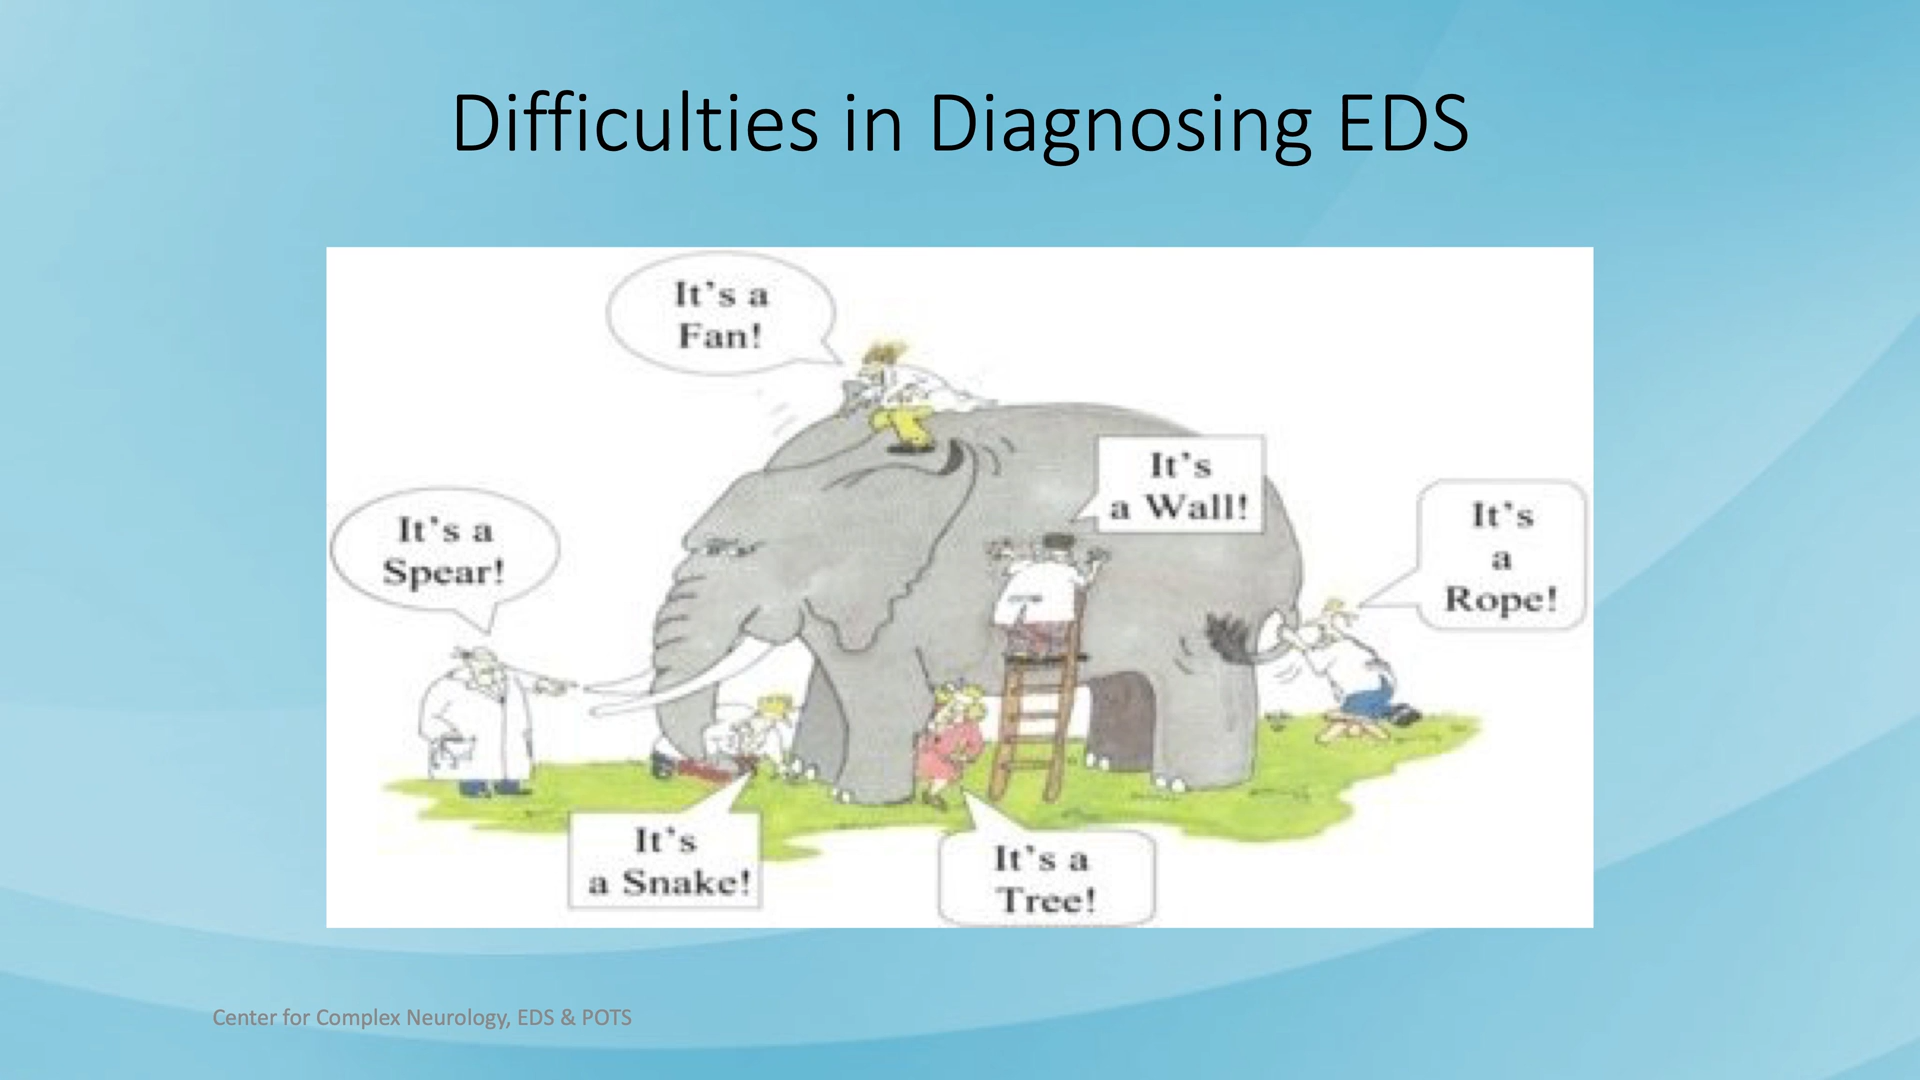 Difficulties in Diagnosing EDS
It's a
Fan!
It's a
Spear!
It's
a Wall!
It's
a
Rope!
It's
a Snake!
It's a
Tree!
Center for Complex Neurology, EDS & POTS